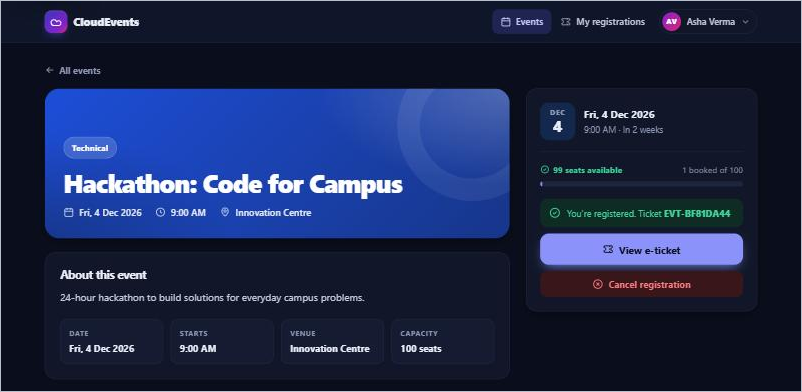 CloudEvents
Events
My registrations
AV
Asha Verma
All events
Technical
Hackathon: Code for Campus
Fri, 4 Dec 2026
9:00 AM
Innovation Centre
About this event
24-hour hackathon to build solutions for everyday campus problems.
DATE
Fri, 4 Dec 2026
STARTS
9:00 AM
VENUE
Innovation Centre
CAPACITY
100 seats
DEC
4
Fri, 4 Dec 2026
9:00 AM · In 2 weeks
99 seats available
1 booked of 100
You're registered. Ticket EVT-BF81DA44
View e-ticket
Cancel registration